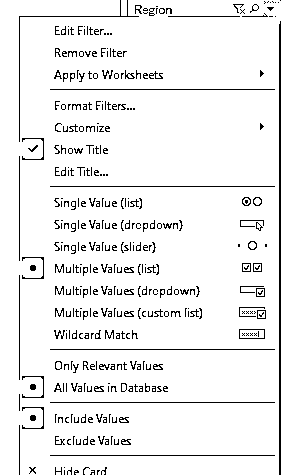 Region
Edit Filter...
Remove Filter
Apply to Worksheets
Format Filters...
Customize
Show Title
Edit Title...
Single Value (list)
Single Value (dropdown)
Single Value (slider)
Multiple Values (list)
Multiple Values (dropdown)
Multiple Values (custom list)
Wildcard Match
Only Relevant Values
All Values in Database
Include Values
Exclude Values
Hide Card